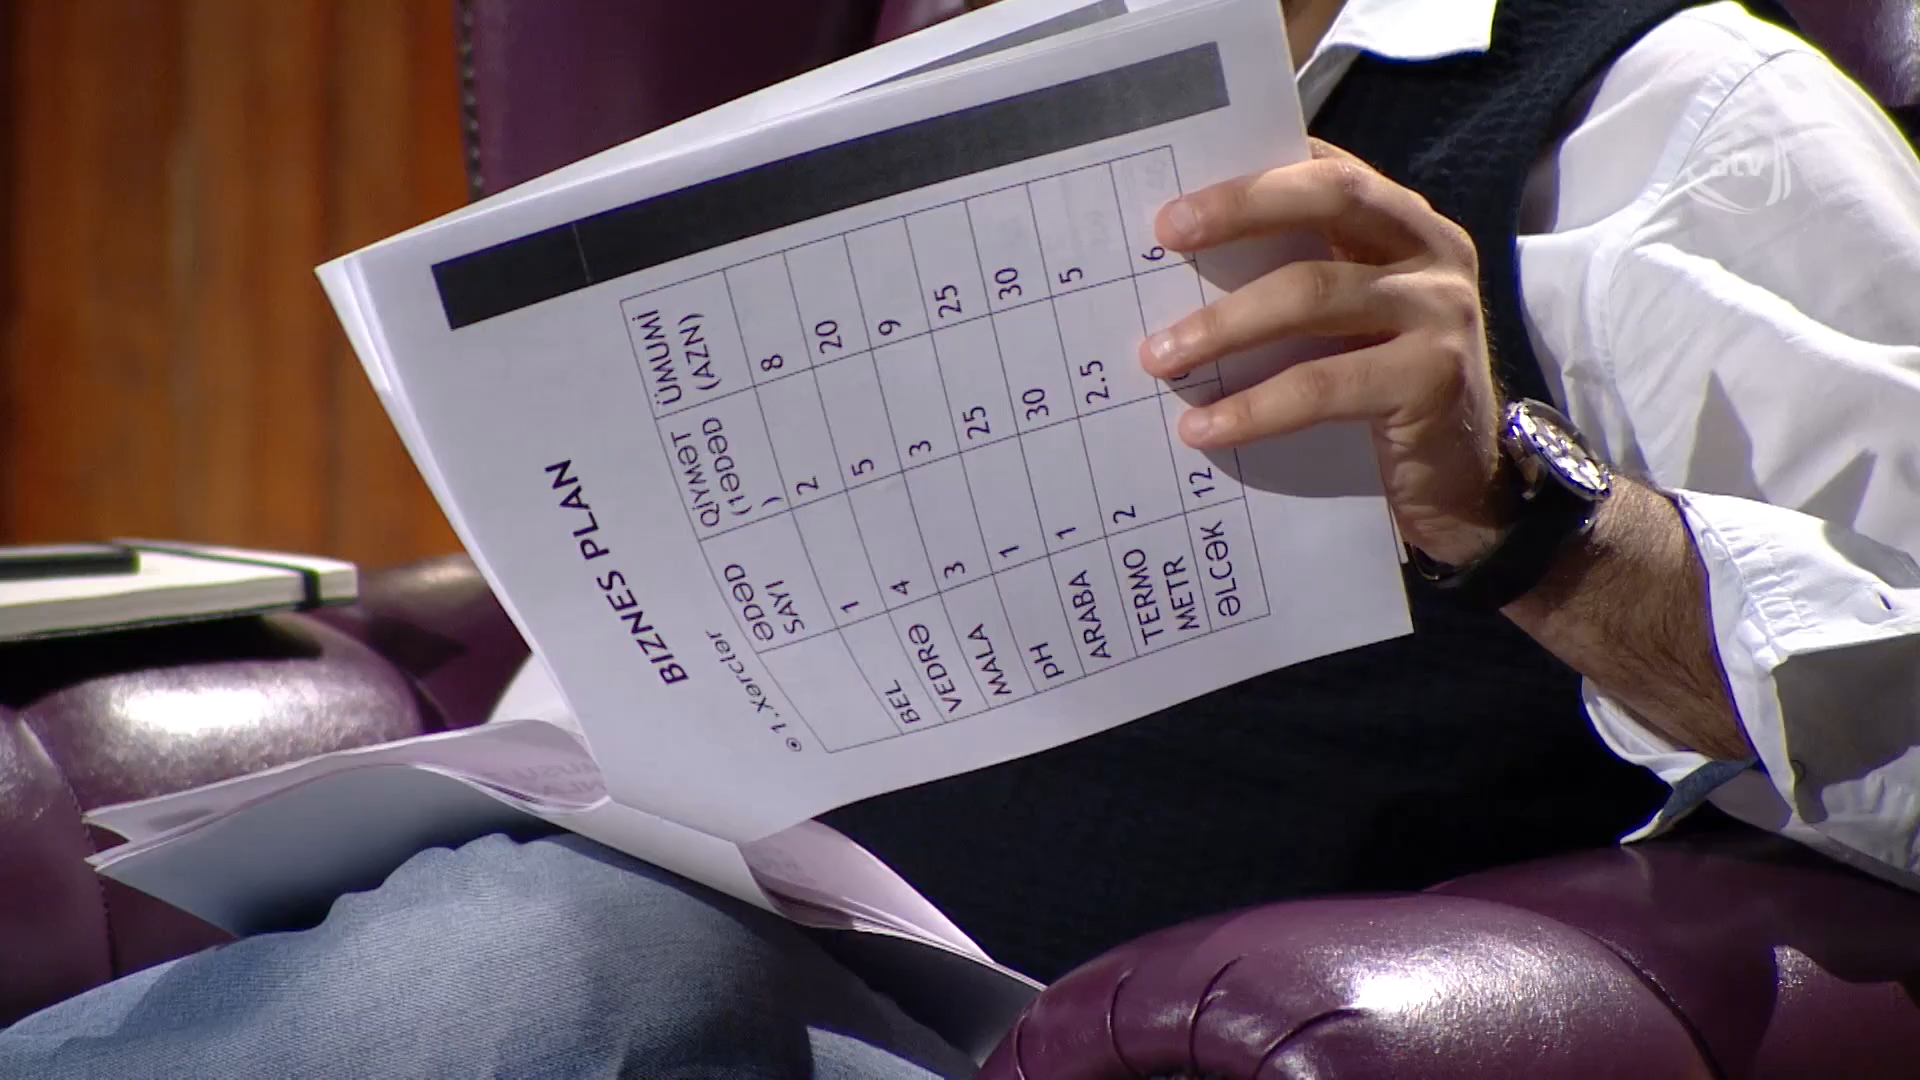 BIZNES PLAN
1.Xərclər
ƏDƏD SAYI QİYMƏT (1ƏDƏD ) ÜMUMİ (AZN)
BEL 1 2 8
VEDRƏ 4 5 20
MALA 3 3 9
PH 1 25 25
ARABA 1 30 30
TERMO METR 2 2.5 5
ƏLCƏK 12 6
atv